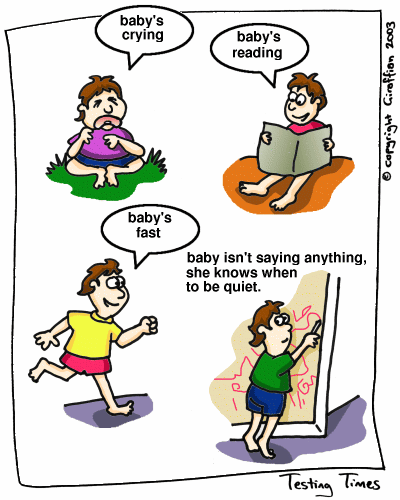 baby's
crying
baby's
reading
© copyright Ciraffion 2003
baby's
fast
baby isn't saying anything,
she knows when
to be quiet.
Testing Times